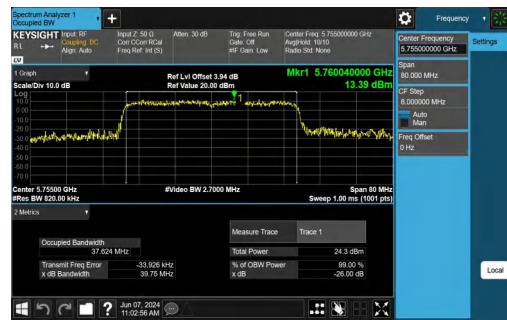 Spectrum Analyzer 1
Occupied BW
Frequency
KEYSIGHT
Input: RF
Coupling: DC
Align: Auto
Input Z: 50 Ω
Corr CCorr RCal
Freq Ref: Int (S)
Atten: 30 dB
Trig: Free Run
Gate: Off
#IF Gain: Low
Center Freq: 5.755000000 GHz
Avg|Hold: 10/10
Radio Std: None
RL
LV
Center Frequency
5.755000000 GHz
Settings
Span
80.000 MHz
CF Step
8.000000 MHz
Auto
Man
Freq Offset
0 Hz
Local
1 Graph
Scale/Div 10.0 dB
Ref Lvl Offset 3.94 dB
Ref Value 20.00 dBm
Mkr1 5.760040000 GHz
13.39 dBm
Log
10.0
0.00
-10.0
-20.0
-30.0
-40.0
-50.0
-60.0
-70.0
1
Center 5.75500 GHz
#Res BW 820.00 kHz
#Video BW 2.7000 MHz
Span 80 MHz
Sweep 1.00 ms (1001 pts)
2 Metrics
Measure Trace
Trace 1
Occupied Bandwidth
37.624 MHz
Total Power
24.3 dBm
Transmit Freq Error
-33.926 kHz
% of OBW Power
99.00 %
x dB Bandwidth
39.75 MHz
x dB
-26.00 dB
?
Jun 07, 2024
11:02:56 AM